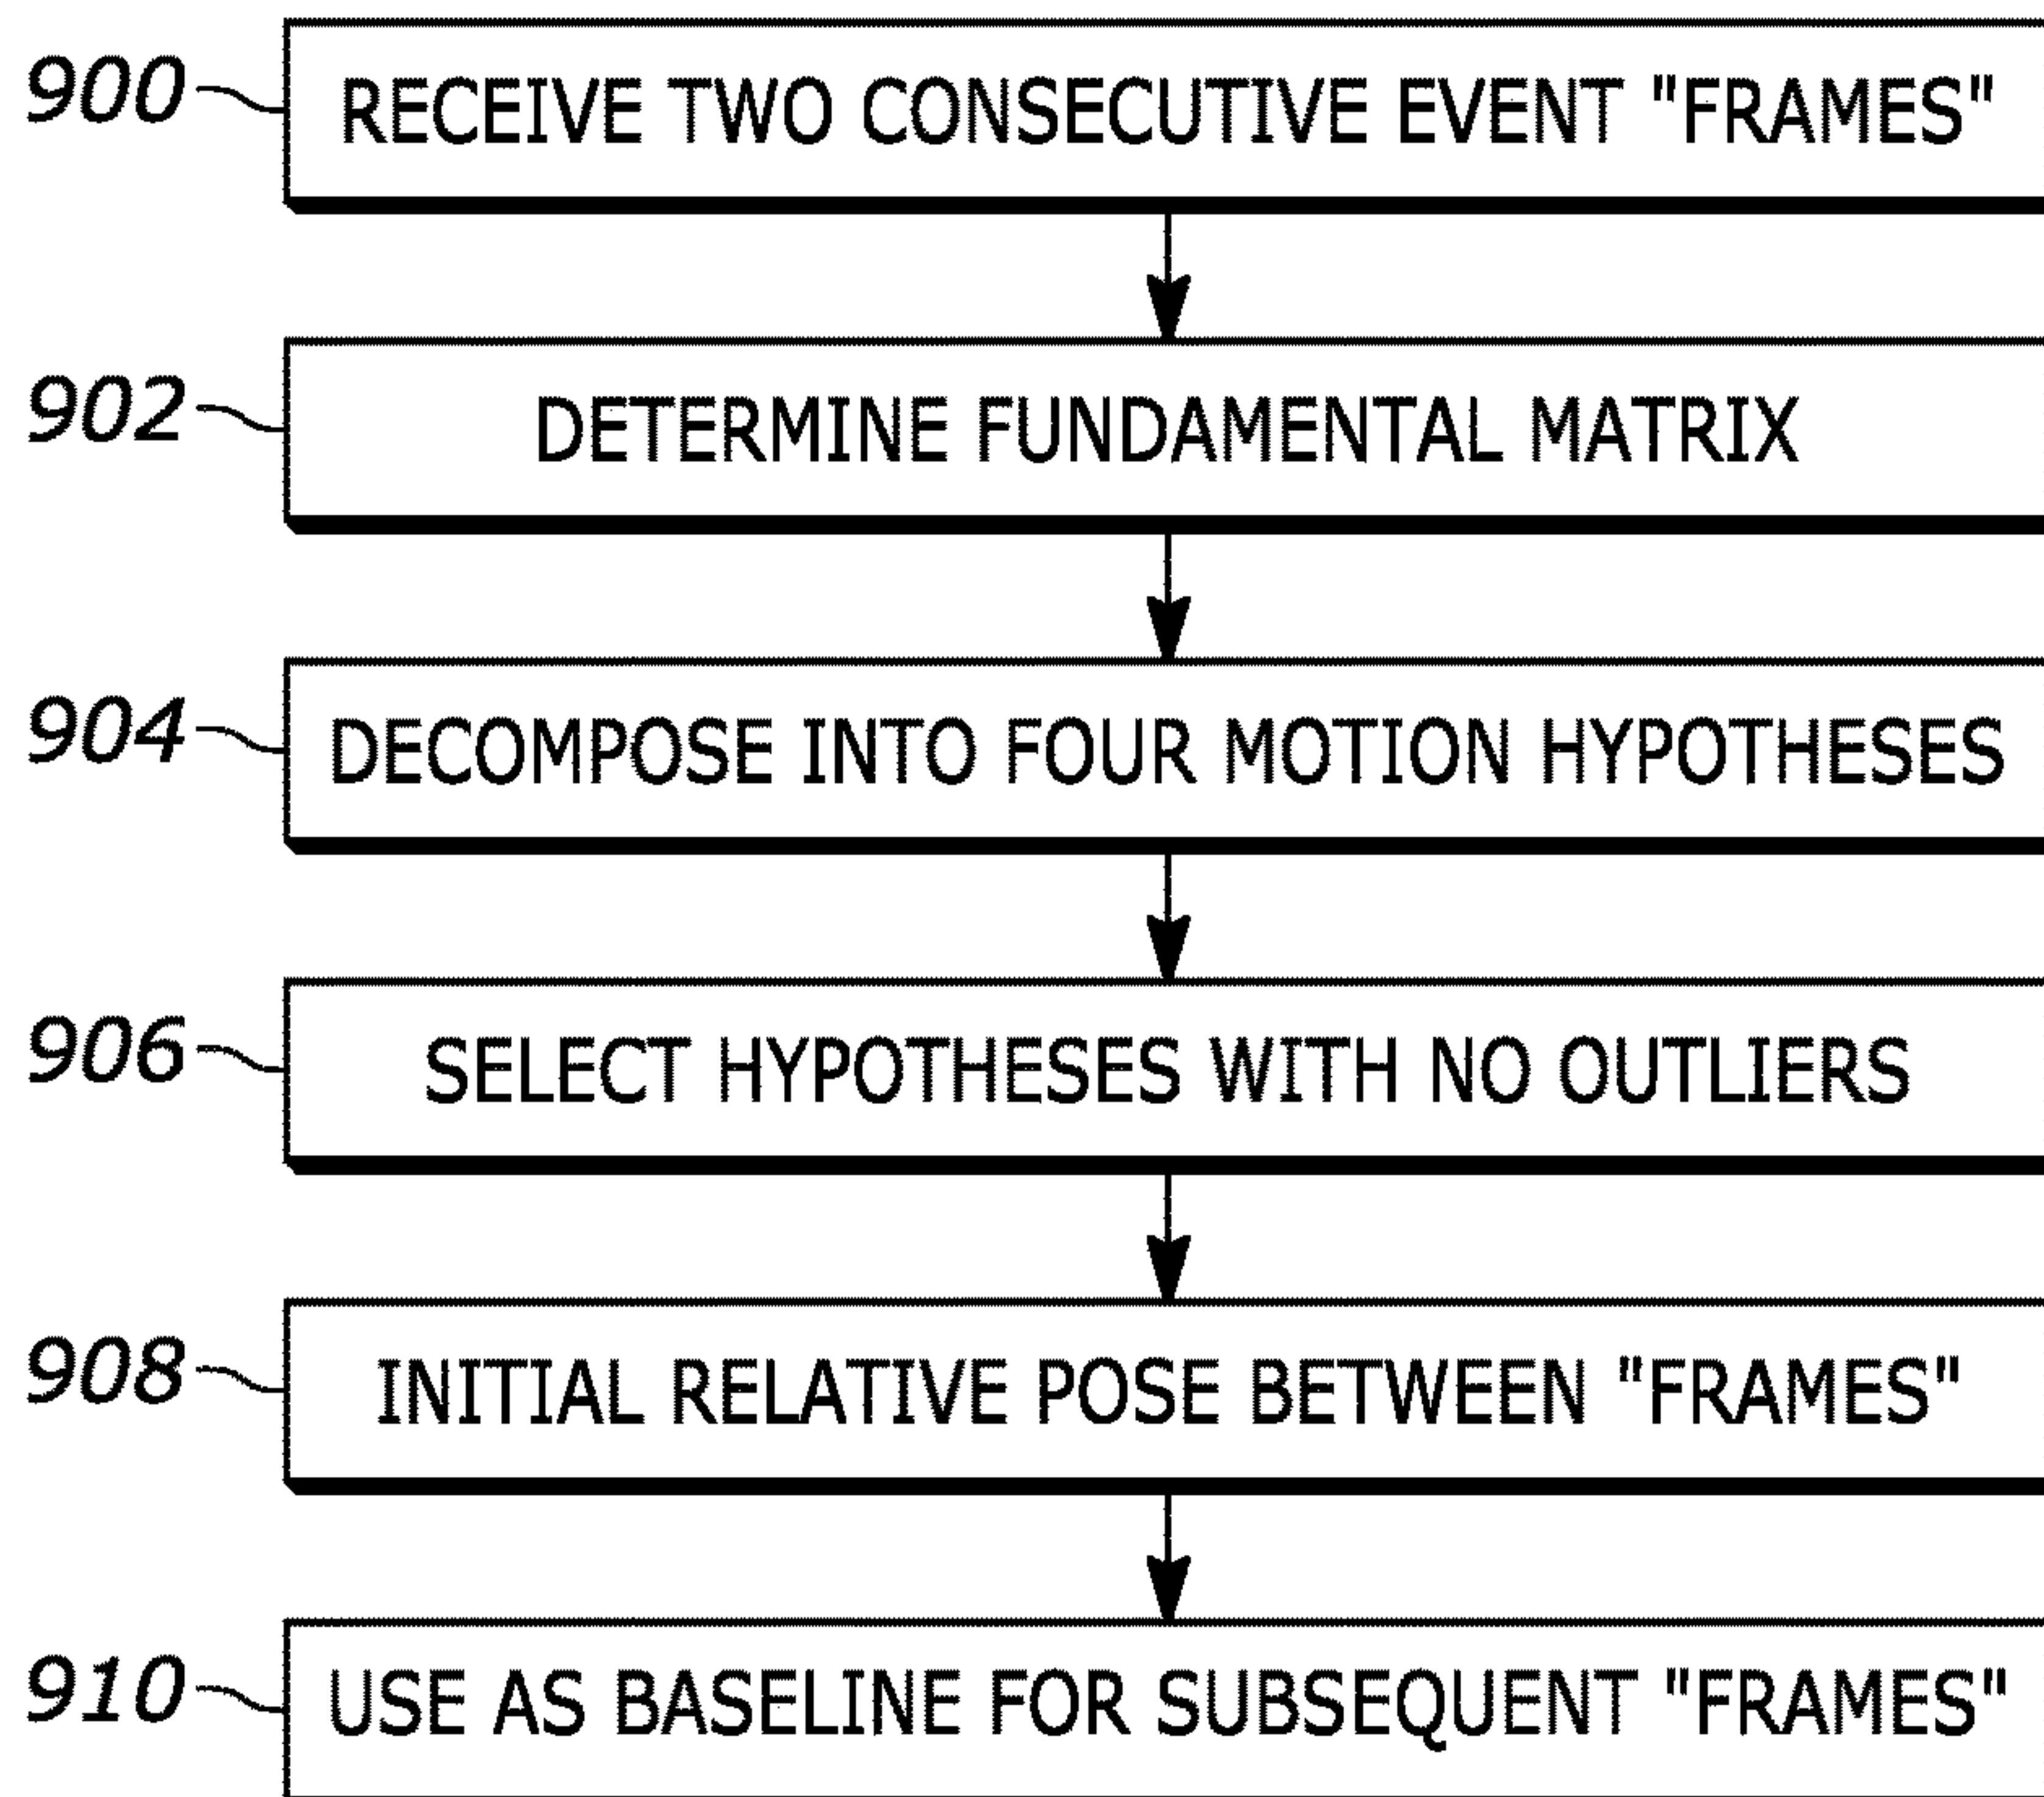 900 RECEIVE TWO CONSECUTIVE EVENT "FRAMES"
902 DETERMINE FUNDAMENTAL MATRIX
904 DECOMPOSE INTO FOUR MOTION HYPOTHESES
906 SELECT HYPOTHESES WITH NO OUTLIERS
908 INITIAL RELATIVE POSE BETWEEN "FRAMES"
910 USE AS BASELINE FOR SUBSEQUENT "FRAMES"